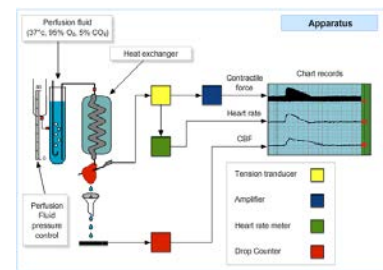 Apparatus
Perfusion fluid
(37°c, 95% O₂, 5% CO₂)
Heat exchanger
Contractile
force
Chart records
Heart rate
CBF
Perfusion
Fluid
pressure
control
Tension tranducer
Amplifier
Heart rate meter
Drop Counter